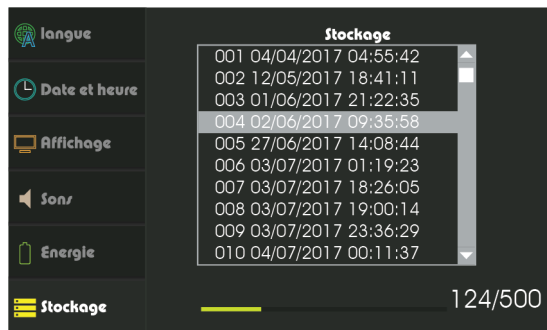 langue
Date et heure
Affichage
Sons
Energie
Stockage
Stockage
001 04/04/2017 04:55:42
002 12/05/2017 18:41:11
003 01/06/2017 21:22:35
004 02/06/2017 09:35:58
005 27/06/2017 14:08:44
006 03/07/2017 01:19:23
007 03/07/2017 18:26:05
008 03/07/2017 19:00:14
009 03/07/2017 23:36:29
010 04/07/2017 00:11:37
124/500